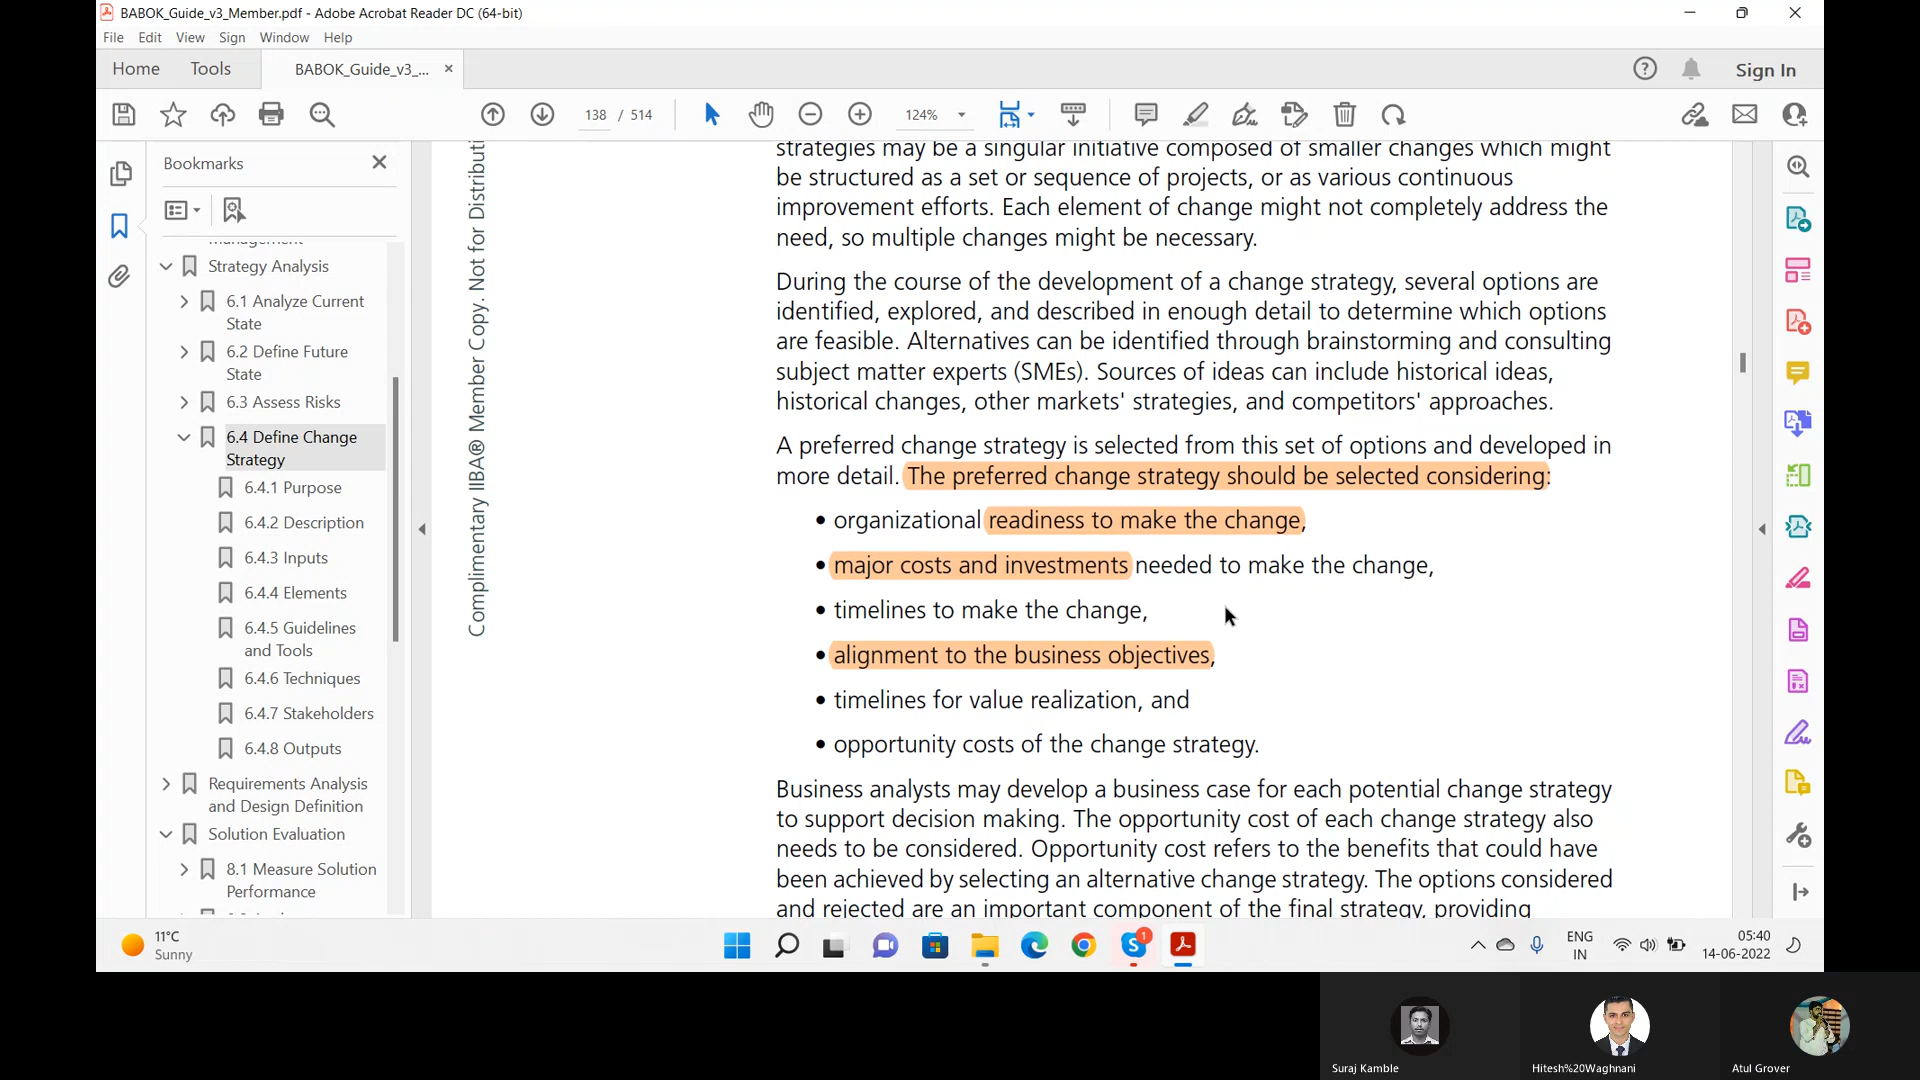 BABOK_Guide_v3_Member.pdf - Adobe Acrobat Reader DC (64-bit)
File Edit View Sign Window Help
Home Tools BABOK_Guide_v3_... × Sign In
138 / 514 124%
Bookmarks
Strategy Analysis
6.1 Analyze Current
State
6.2 Define Future
State
6.3 Assess Risks
6.4 Define Change
Strategy
6.4.1 Purpose
6.4.2 Description
6.4.3 Inputs
6.4.4 Elements
6.4.5 Guidelines
and Tools
6.4.6 Techniques
6.4.7 Stakeholders
6.4.8 Outputs
Requirements Analysis
and Design Definition
Solution Evaluation
8.1 Measure Solution
Performance
Complimentary IIBA® Member Copy. Not for Distributi
strategies may be a singular initiative composed of smaller changes which might
be structured as a set or sequence of projects, or as various continuous
improvement efforts. Each element of change might not completely address the
need, so multiple changes might be necessary.
During the course of the development of a change strategy, several options are
identified, explored, and described in enough detail to determine which options
are feasible. Alternatives can be identified through brainstorming and consulting
subject matter experts (SMEs). Sources of ideas can include historical ideas,
historical changes, other markets' strategies, and competitors' approaches.
A preferred change strategy is selected from this set of options and developed in
more detail. The preferred change strategy should be selected considering:
• organizational readiness to make the change,
• major costs and investments needed to make the change,
• timelines to make the change,
• alignment to the business objectives,
• timelines for value realization, and
• opportunity costs of the change strategy.
Business analysts may develop a business case for each potential change strategy
to support decision making. The opportunity cost of each change strategy also
needs to be considered. Opportunity cost refers to the benefits that could have
been achieved by selecting an alternative change strategy. The options considered
and rejected are an important component of the final strategy, providing
11°C
Sunny
1
ENG
IN
05:40
14-06-2022
Suraj Kamble
Hitesh%20Waghnani
Atul Grover